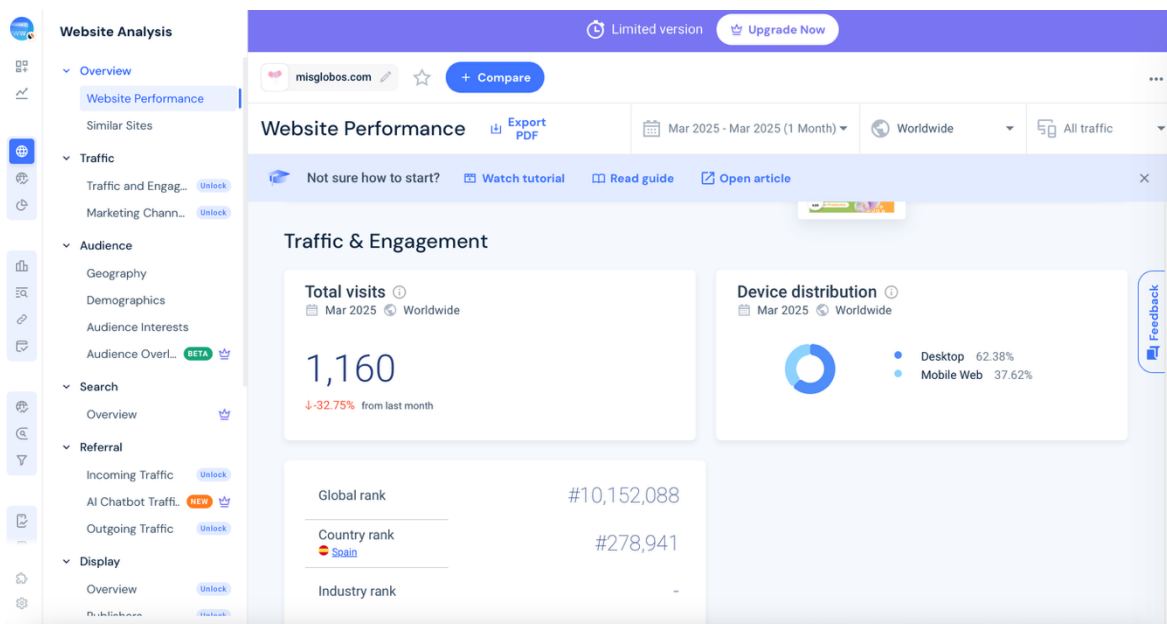 Limited version
Upgrade Now
Website Analysis
Overview
Website Performance
Similar Sites
Traffic
Traffic and Engag... Unlock
Marketing Chann... Unlock
Audience
Geography
Demographics
Audience Interests
Audience Overl... BETA
Search
Overview
Referral
Incoming Traffic Unlock
AI Chatbot Traffi.. NEW
Outgoing Traffic Unlock
Display
Overview Unlock
Publishers Unlock
misglobos.com
+ Compare
Website Performance
Export
PDF
Mar 2025 - Mar 2025 (1 Month)
Worldwide
All traffic
Not sure how to start?
Watch tutorial
Read guide
Open article
Traffic & Engagement
Total visits
Mar 2025 Worldwide
1,160
-32.75% from last month
Device distribution
Mar 2025 Worldwide
Desktop 62.38%
Mobile Web 37.62%
Global rank #10,152,088
Country rank
Spain
#278,941
Industry rank -
Feedback